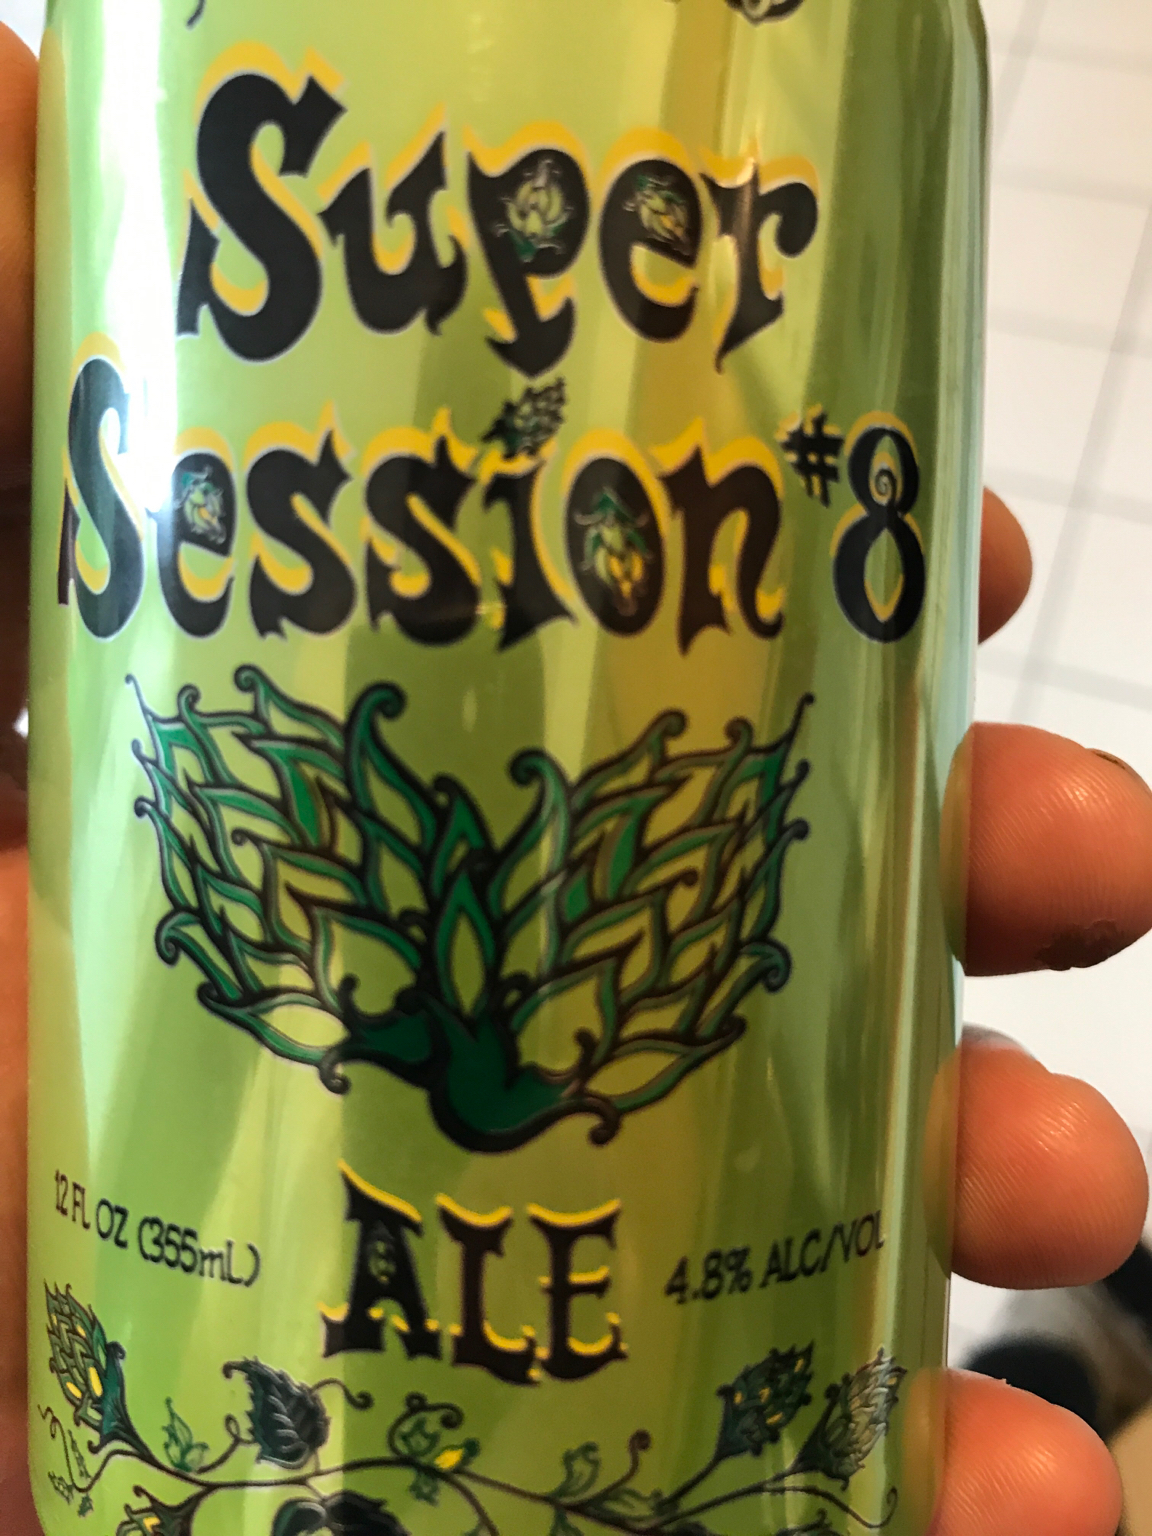 Super
Session #8
ALE
12 FL OZ (355mL)
4.8% ALC/VOL